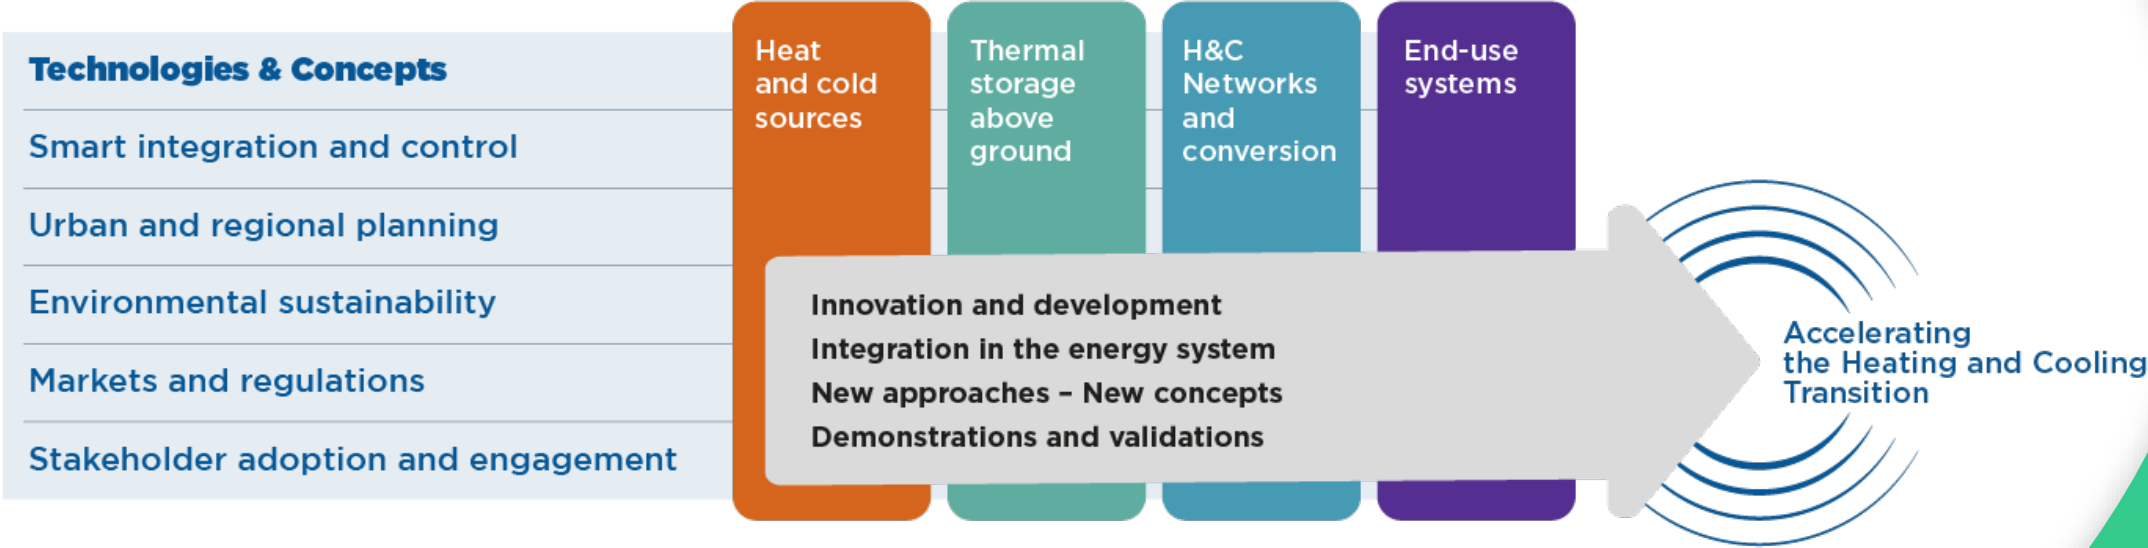 Technologies & Concepts
Smart integration and control
Urban and regional planning
Environmental sustainability
Markets and regulations
Stakeholder adoption and engagement
Heat
and cold
sources
Thermal
storage
above
ground
H&C
Networks
and
conversion
End-use
systems
Innovation and development
Integration in the energy system
New approaches – New concepts
Demonstrations and validations
Accelerating
the Heating and Cooling
Transition